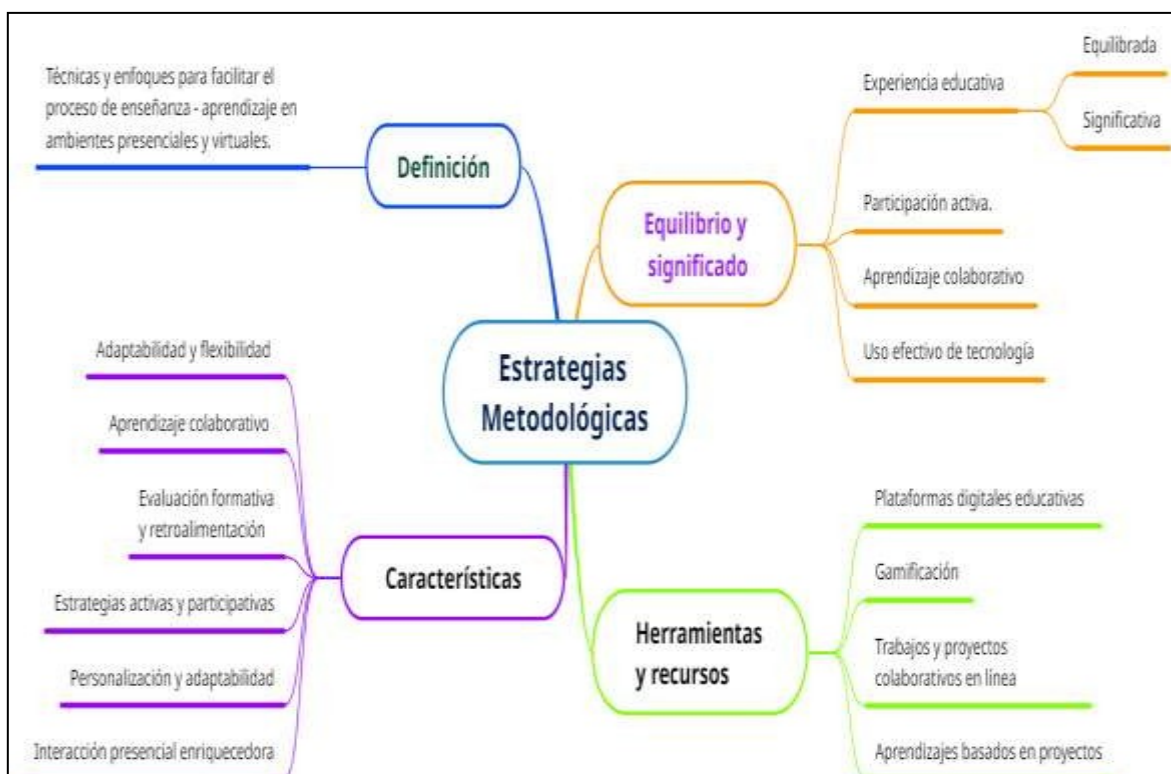 Técnicas y enfoques para facilitar el
proceso de enseñanza - aprendizaje en
ambientes presenciales y virtuales.
Definición
Equilibrio y
significado
Experiencia educativa
Equilibrada
Significativa
Participación activa.
Aprendizaje colaborativo
Uso efectivo de tecnología
Estrategias
Metodológicas
Adaptabilidad y flexibilidad
Aprendizaje colaborativo
Evaluación formativa
y retroalimentación
Estrategias activas y participativas
Personalización y adaptabilidad
Interacción presencial enriquecedora
Características
Herramientas
y recursos
Plataformas digitales educativas
Gamificación
Trabajos y proyectos
colaborativos en línea
Aprendizajes basados en proyectos